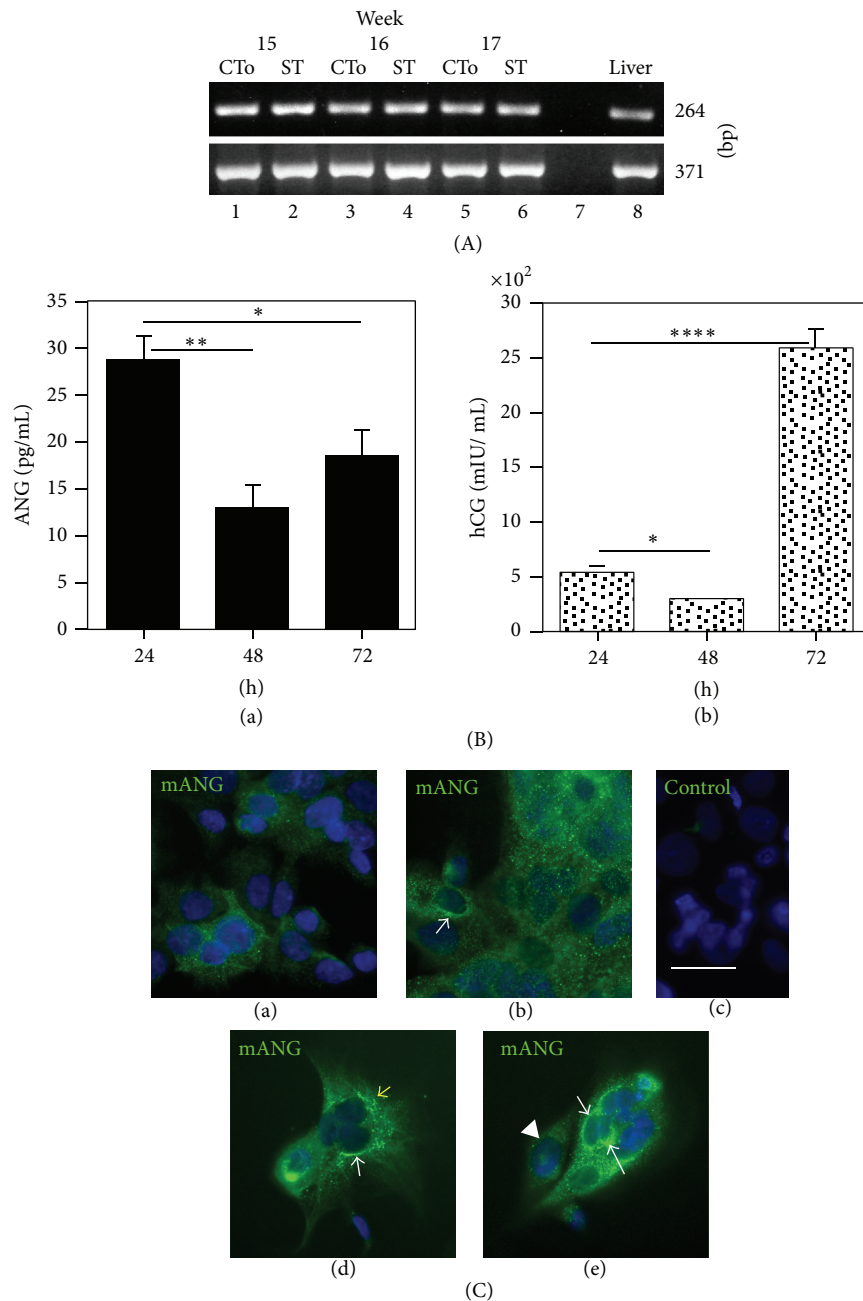 Week
15 16 17
CTo ST CTo ST CTo ST Liver
264
371
(bp)
1 2 3 4 5 6 7 8
(A)
35
30
25
20
15
10
5
0
ANG (pg/mL)
*
**
24 48 72
(h)
(a)
×10²
30
25
20
15
10
5
0
hCG (mIU/ mL)
****
*
24 48 72
(h)
(b)
(B)
mANG
mANG
Control
(a)
(b)
(c)
mANG
mANG
(d)
(e)
(C)